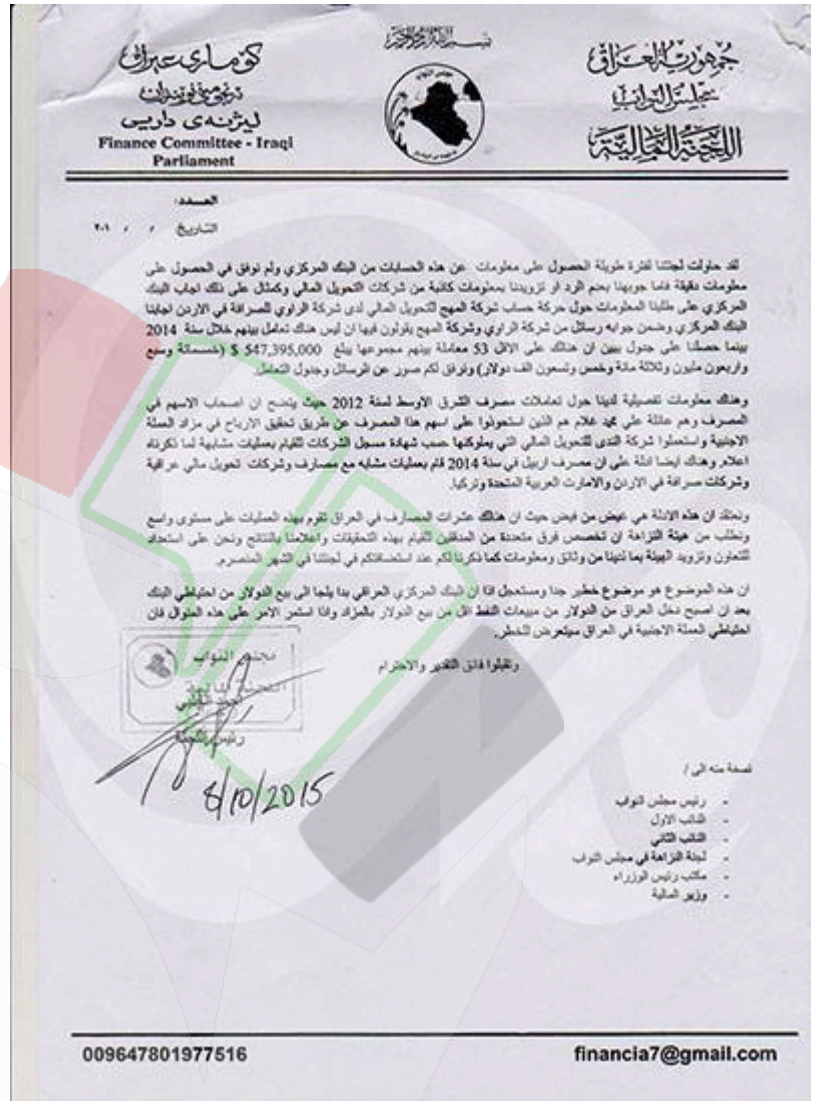 بسم الله الرحمن الرحيم
جمهورية العراق
مجلس النواب
اللجنة المالية
كۆماری عیراق
لیژنەی دارایی
Finance Committee - Iraqi
Parliament
العـــدد:
التاريخ / / ٢٠١
لقد حاولت لجنتنا لفترة طويلة الحصول على معلومات عن هذه الحسابات من البنك المركزي ولم نوفق في الحصول على
معلومات دقيقة فاما جوبهنا بعدم الرد او تزويدنا بمعلومات كاذبة من شركات التحويل المالي وكمثال على ذلك اجاب البنك
المركزي على طلبنا المعلومات حول حركة حساب شركة المهج للتحويل المالي لدى شركة الراوي للصرافة في الاردن اجابنا
البنك المركزي وضمن جوابه رسائل من شركة الراوي وشركة المهج يقولون فيها ان ليس هناك تعامل بينهم خلال سنة 2014
بينما حصلنا على جدول يبين ان هناك على الاقل 53 معاملة بينهم مجموعها يبلغ 547,395,000 $ (خمسمائة وسبع
واربعون مليون وثلاثة مائة وخمس وتسعون الف دولار) ونرفق لكم صور عن الرسائل وجدول التعامل.
وهناك معلومات تفصيلية لدينا حول تعاملات مصرف الشرق الاوسط لسنة 2012 حيث يتضح ان اصحاب الاسهم في
المصرف وهم عائلة علي محمد غلام هم الذين استحوذوا على اسهم هذا المصرف عن طريق تحقيق الارباح في مزاد العملة
الاجنبية واستعملوا شركة الندى للتحويل المالي التي يملكونها حسب شهادة مسجل الشركات للقيام بعمليات مشابهة لما ذكرناه
اعلاه. وهناك ايضا ادلة على ان مصرف اربيل في سنة 2014 قام بعمليات مشابه مع مصارف وشركات تحويل مالي عراقية
وشركات صرافة في الاردن والامارت العربية المتحدة وتركيا.
ونعتقد ان هذه الادلة هي غيض من فيض حيث ان هناك عشرات المصارف في العراق تقوم بهذه العمليات على مستوى واسع
ونطلب من هيئة النزاهة ان تخصص فرق متعددة من المدققين للقيام بهذه التحقيقات واعلامنا بالنتائج ونحن على استعداد
للتعاون وتزويد الهيئة بما لدينا من وثائق ومعلومات كما ذكرنا لكم عند استضافتكم في لجنتنا في الشهر المنصرم.
ان هذا الموضوع هو موضوع خطير جدا ومستعجل اذا ان البنك المركزي العراقي بدا يلجا الى بيع الدولار من احتياطي البنك
بعد ان اصبح دخل العراق من الدولار من مبيعات النفط اقل من بيع الدولار بالمزاد واذا استمر الامر على هذه المنوال فان
احتياطي العملة الاجنبية في العراق سيتعرض للخطر.
وتقبلوا فائق التقدير والاحترام
مجلس النواب
اللجنة المالية
احمد الجلبي
رئيس اللجنة
8/10/2015
نسخة منه الى /
- رئيس مجلس النواب
- النائب الاول
- النائب الثاني
- لجنة النزاهة في مجلس النواب
- مكتب رئيس الوزراء
- وزير المالية
009647801977516
financia7@gmail.com